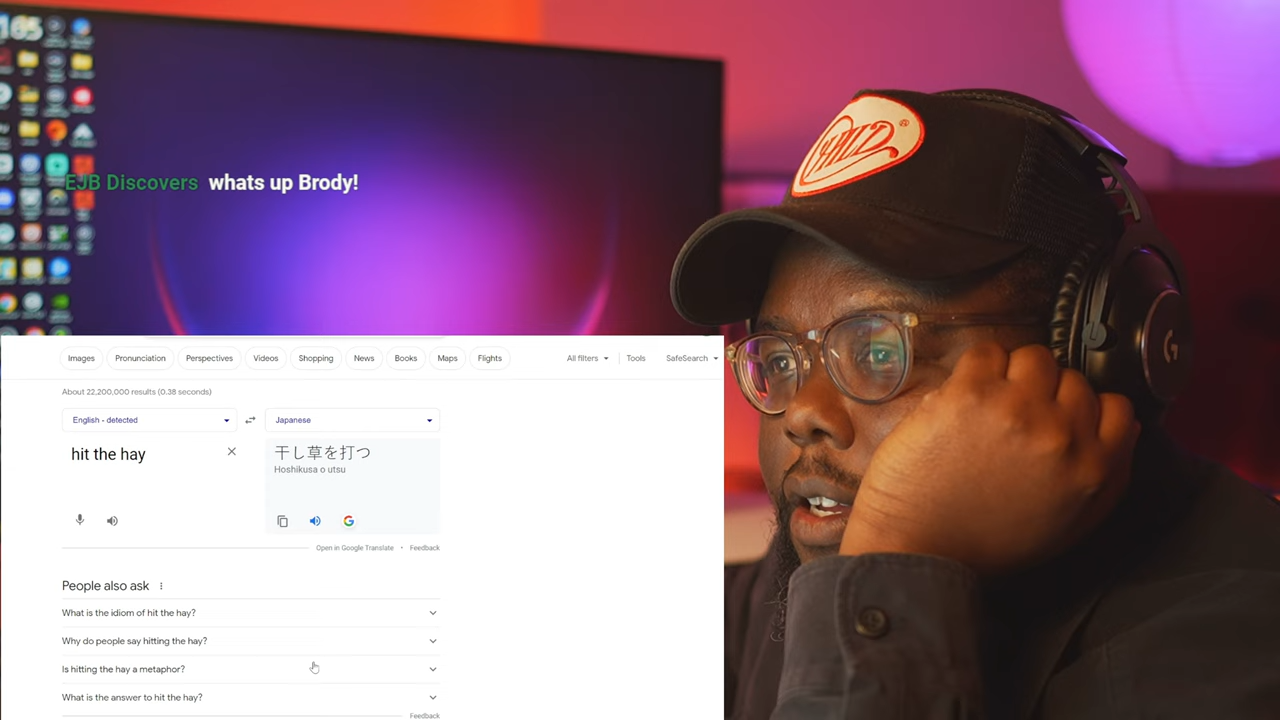 165
EJB Discovers whats up Brody!
CHILD ®
Images Pronunciation Perspectives Videos Shopping News Books Maps Flights All filters Tools SafeSearch
About 22,200,000 results (0.38 seconds)
English - detected Japanese
hit the hay 干し草を打つ
Hoshikusa o utsu
Open in Google Translate • Feedback
People also ask
What is the idiom of hit the hay?
Why do people say hitting the hay?
Is hitting the hay a metaphor?
What is the answer to hit the hay?
Feedback